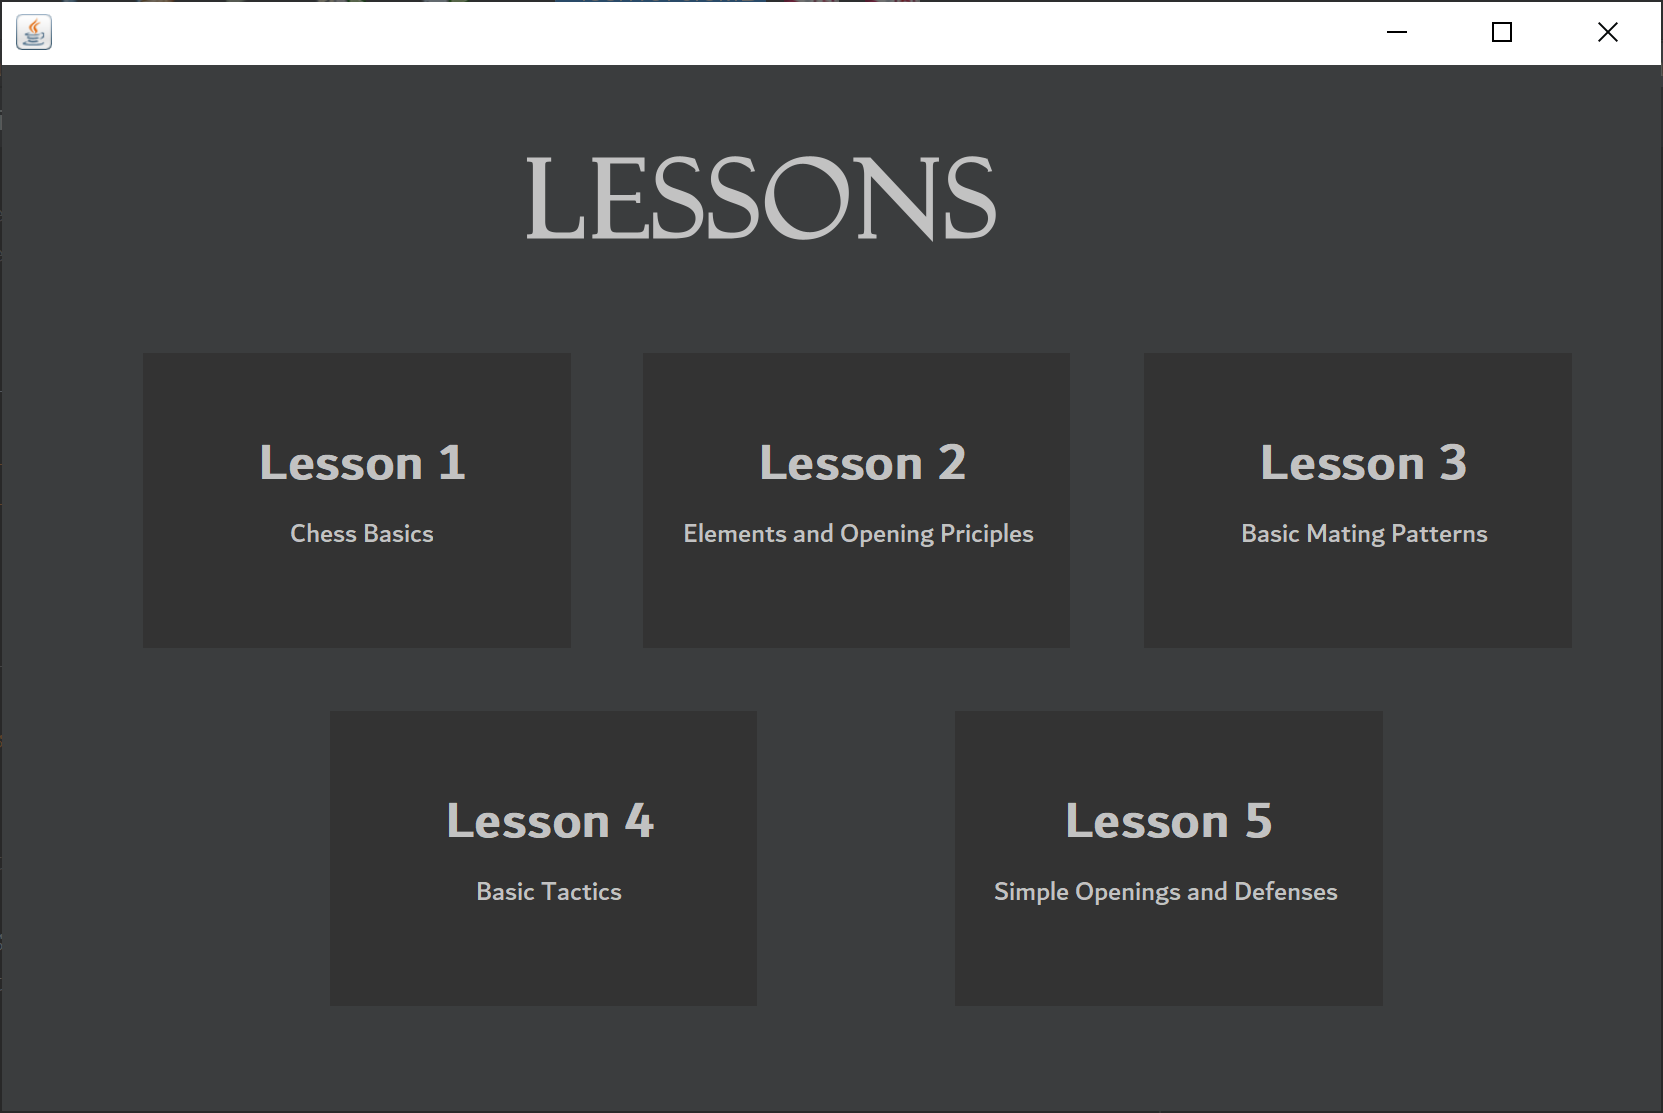 LESSONS
Lesson 1
Chess Basics
Lesson 2
Elements and Opening Priciples
Lesson 3
Basic Mating Patterns
Lesson 4
Basic Tactics
Lesson 5
Simple Openings and Defenses